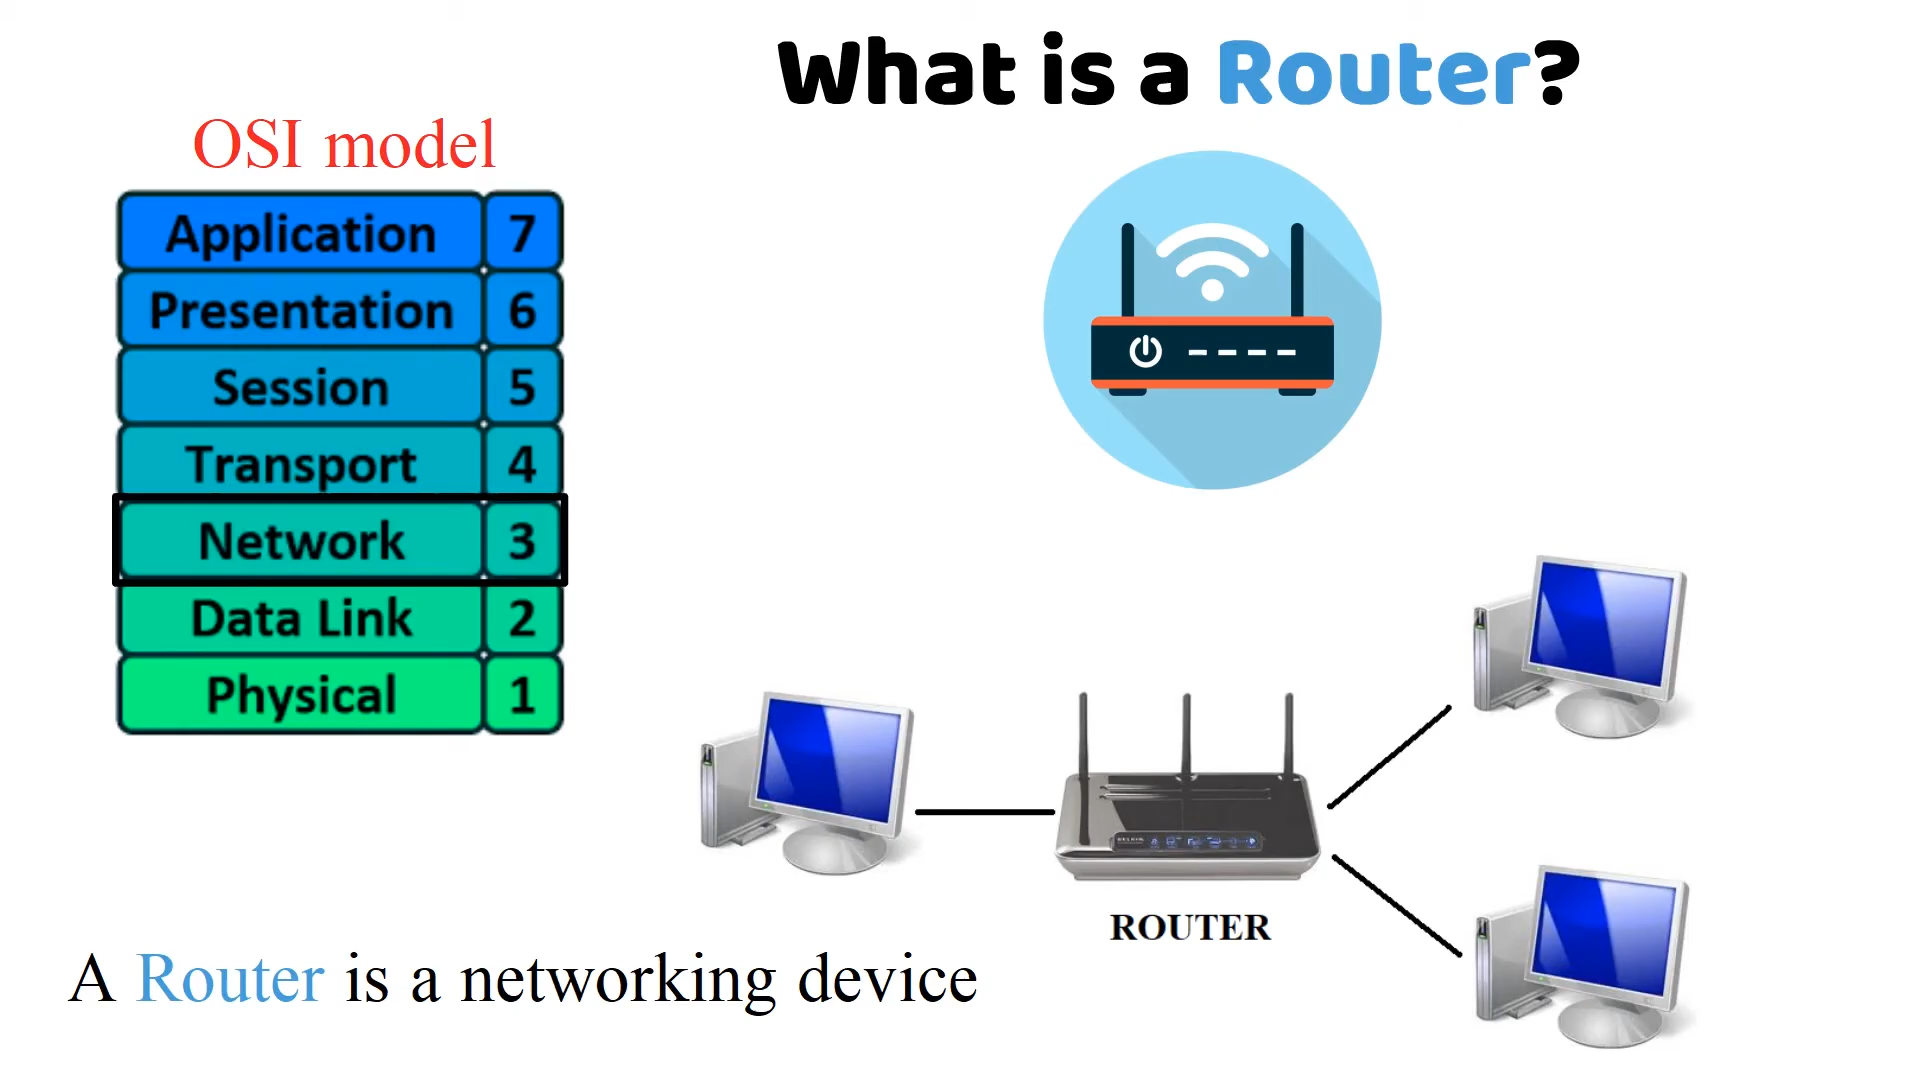 What is a Router?
OSI model
Application 7
Presentation 6
Session 5
Transport 4
Network 3
Data Link 2
Physical 1
BELKIN
ROUTER
A Router is a networking device